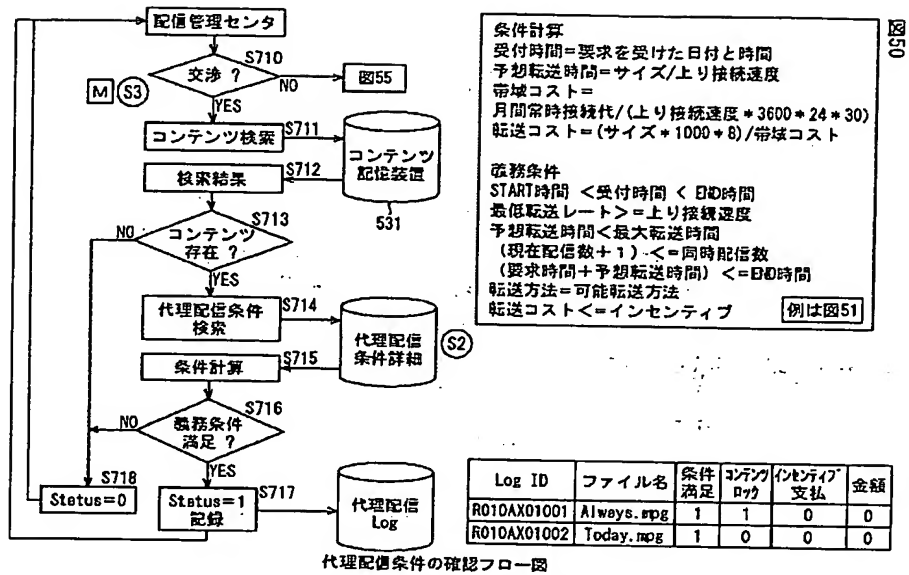 配信管理センタ
S710
交渉 ?
NO
図55
M
S3
YES
コンテンツ検索
S711
コンテンツ
記憶装置
531
検索結果
S712
NO
S713
コンテンツ
存在 ?
YES
代理配信条件
検索
S714
代理配信
条件詳細
S2
条件計算
S715
NO
S716
義務条件
満足 ?
YES
S718
Status=0
Status=1
記録
S717
代理配信
Log
図50
条件計算
受付時間=要求を受けた日付と時間
予想転送時間=サイズ/上り接続速度
帯域コスト=
月間常時接続代/(上り接続速度*3600*24*30)
転送コスト=(サイズ*1000*8)/帯域コスト
義務条件
START時間 <受付時間 < END時間
最低転送レート>=上り接続速度
予想転送時間<最大転送時間
(現在配信数+1) <=同時配信数
(要求時間+予想転送時間) <=END時間
転送方法=可能転送方法
転送コスト<=インセンティブ
例は図51
Log ID ファイル名 条件満足 コンテンツロック インセンティブ支払 金額
R010AX01001 Always.mpg 1 1 0 0
R010AX01002 Today.mpg 1 0 0 0
代理配信条件の確認フロー図